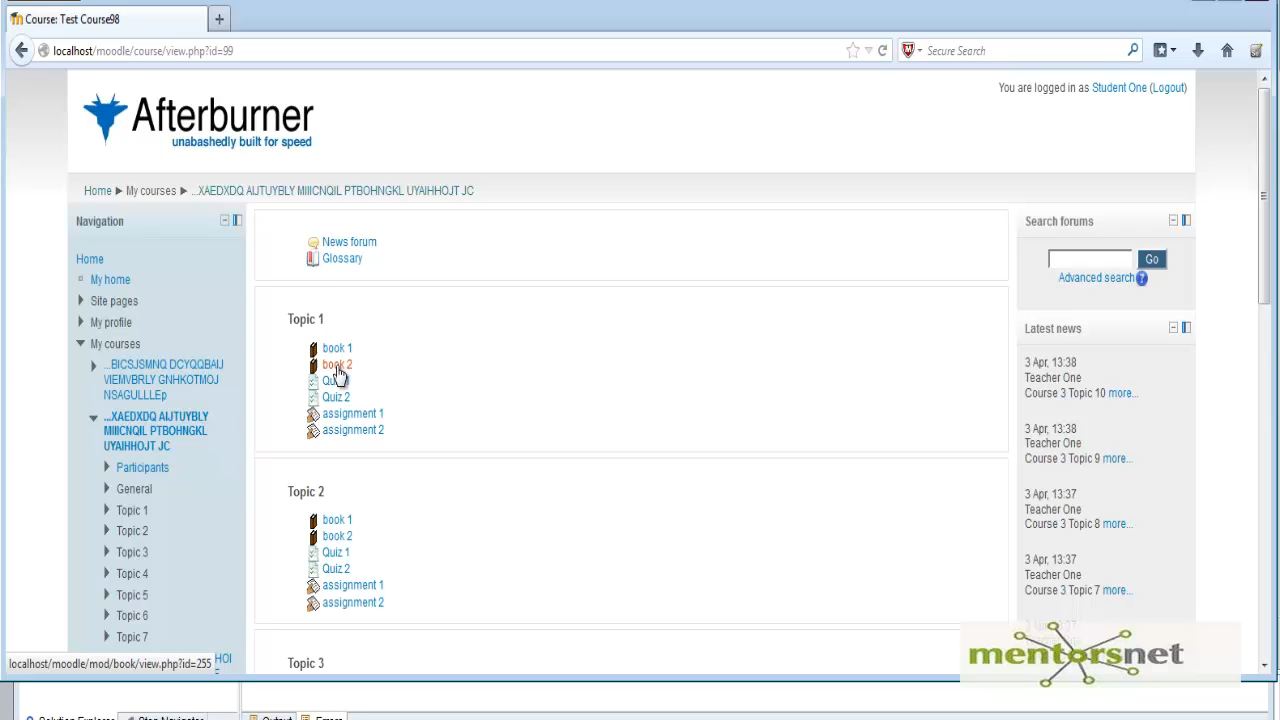 Course: Test Course98
+
localhost/moodle/course/view.php?id=99
Secure Search
You are logged in as Student One (Logout)
Afterburner
unabashedly built for speed
Home ▶ My courses ▶ ...XAEDXDQ AIJTUYBLY MIIICNQIL PTBOHNGKL UYAIHHOJT JC
Navigation
Home
My home
Site pages
My profile
My courses
...BICSJSMNQ DCYQQBAIJ
VIEMVBRLY GNHKOTMOJ
NSAGULLLEp
...XAEDXDQ AIJTUYBLY
MIIICNQIL PTBOHNGKL
UYAIHHOJT JC
Participants
General
Topic 1
Topic 2
Topic 3
Topic 4
Topic 5
Topic 6
Topic 7
localhost/moodle/mod/book/view.php?id=255
News forum
Glossary
Topic 1
book 1
book 2
Quiz 2
assignment 1
assignment 2
Topic 2
book 1
book 2
Quiz 1
Quiz 2
assignment 1
assignment 2
Topic 3
Search forums
Go
Advanced search ?
Latest news
3 Apr, 13:38
Teacher One
Course 3 Topic 10 more...
3 Apr, 13:38
Teacher One
Course 3 Topic 9 more...
3 Apr, 13:37
Teacher One
Course 3 Topic 8 more...
3 Apr, 13:37
Teacher One
Course 3 Topic 7 more...
mentorsnet